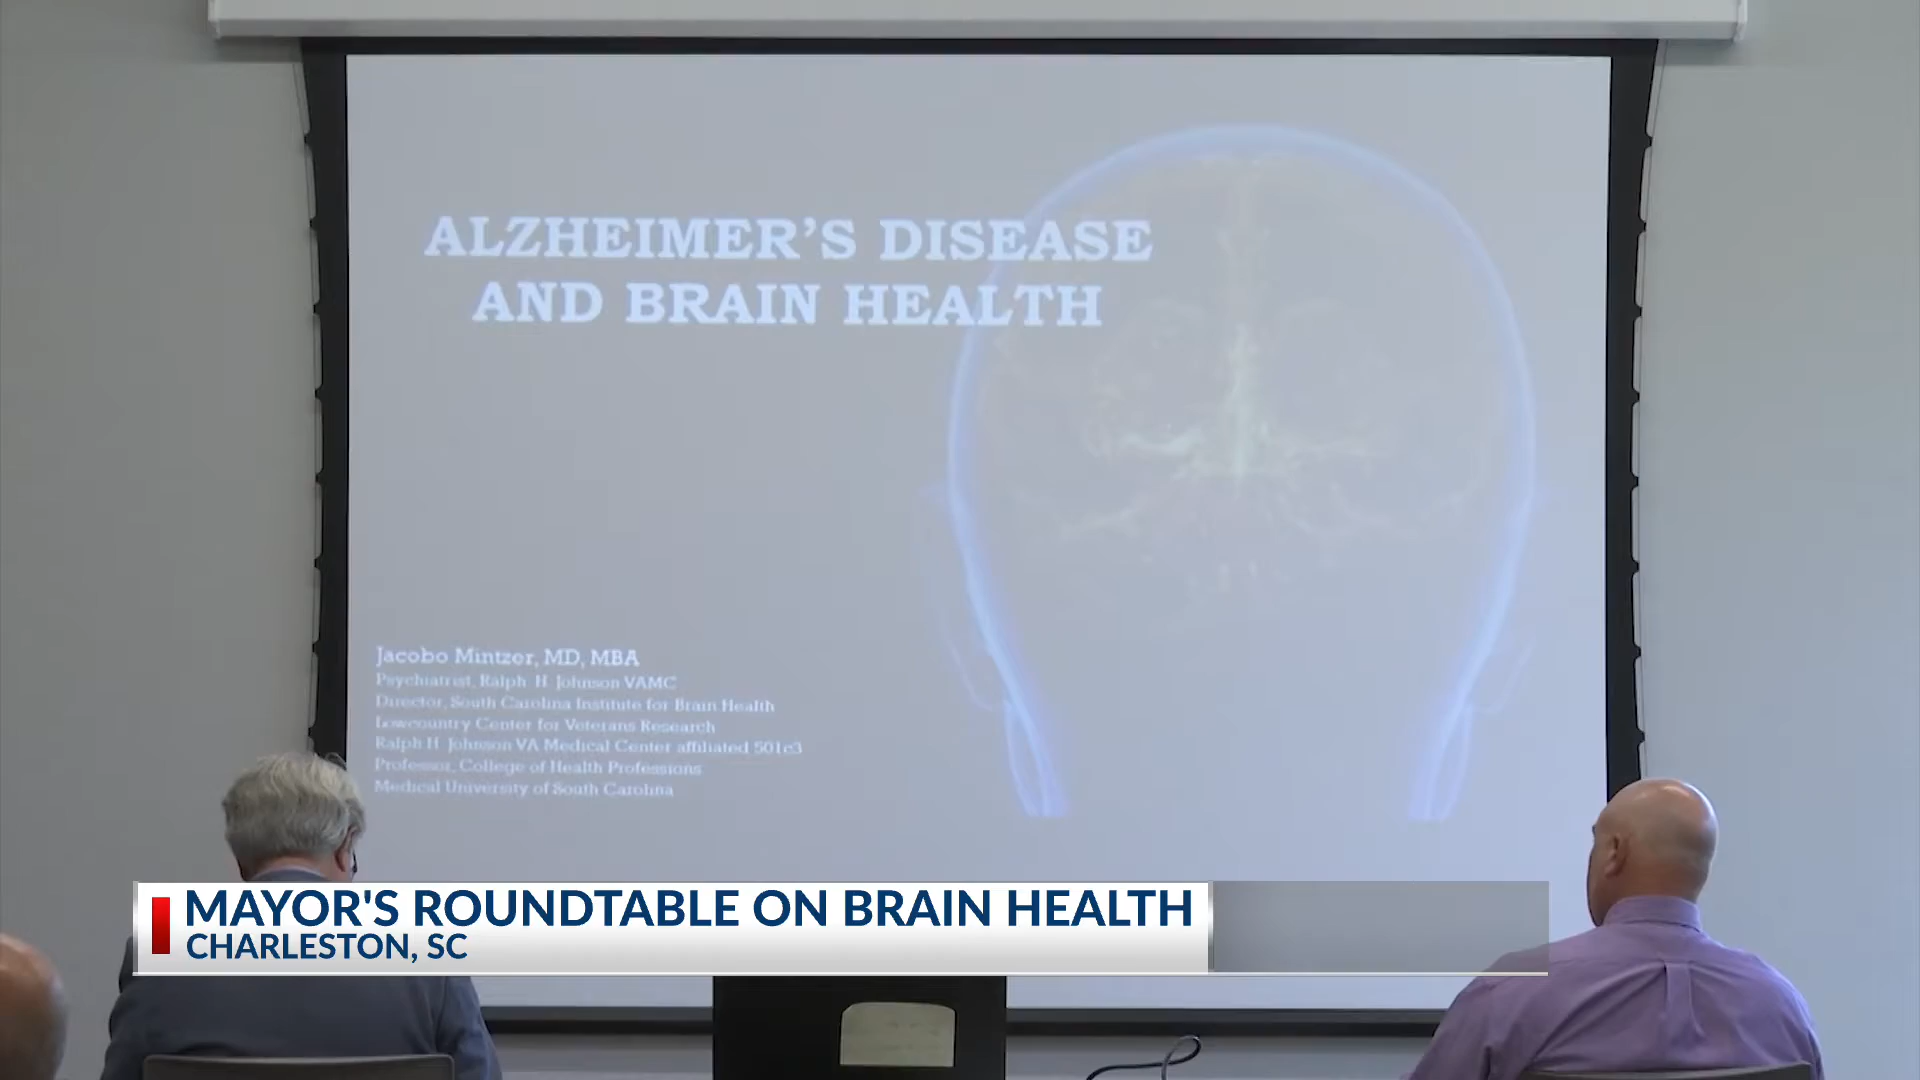 ALZHEIMER'S DISEASE
AND BRAIN HEALTH
Jacobo Mintzer, MD, MBA
Psychiatrist, Ralph H Johnson VAMC
Director, South Carolina Institute for Brain Health
Lowcountry Center for Veterans Research
Ralph H Johnson VA Medical Center affiliated 501c3
Professor, College of Health Professions
Medical University of South Carolina
MAYOR'S ROUNDTABLE ON BRAIN HEALTH
CHARLESTON, SC